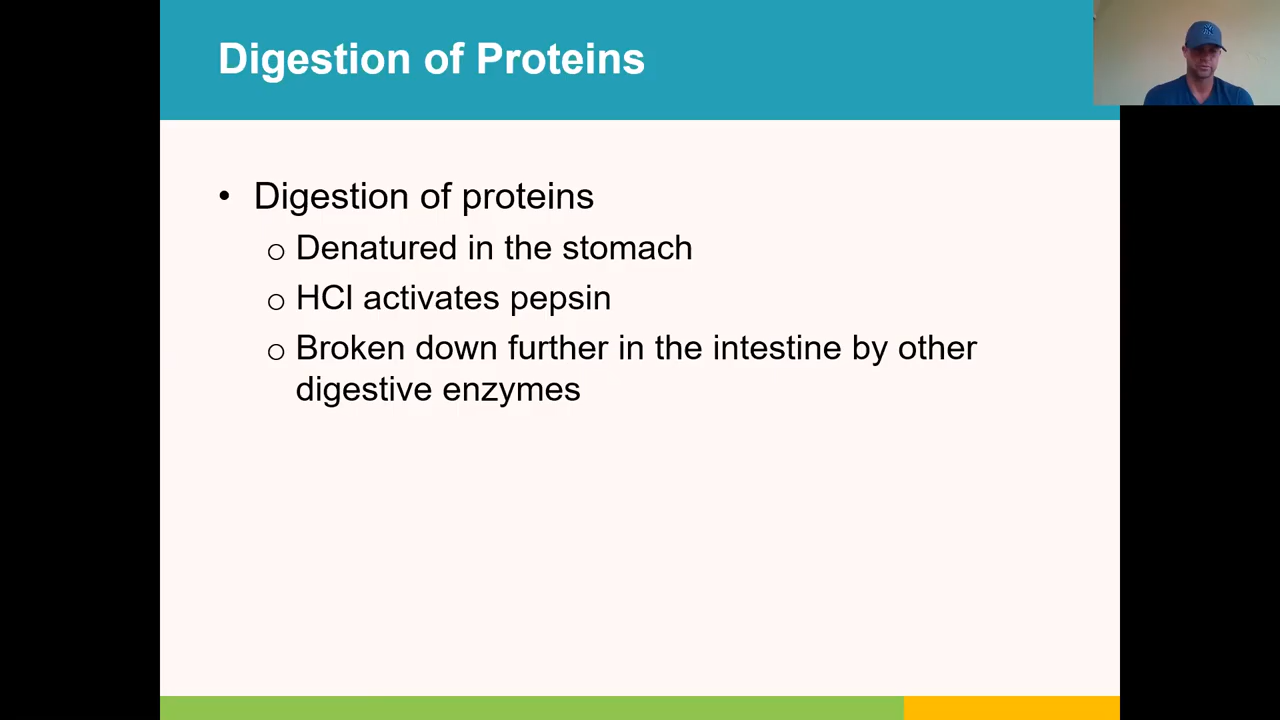 Digestion of Proteins
• Digestion of proteins
o Denatured in the stomach
o HCl activates pepsin
o Broken down further in the intestine by other
digestive enzymes